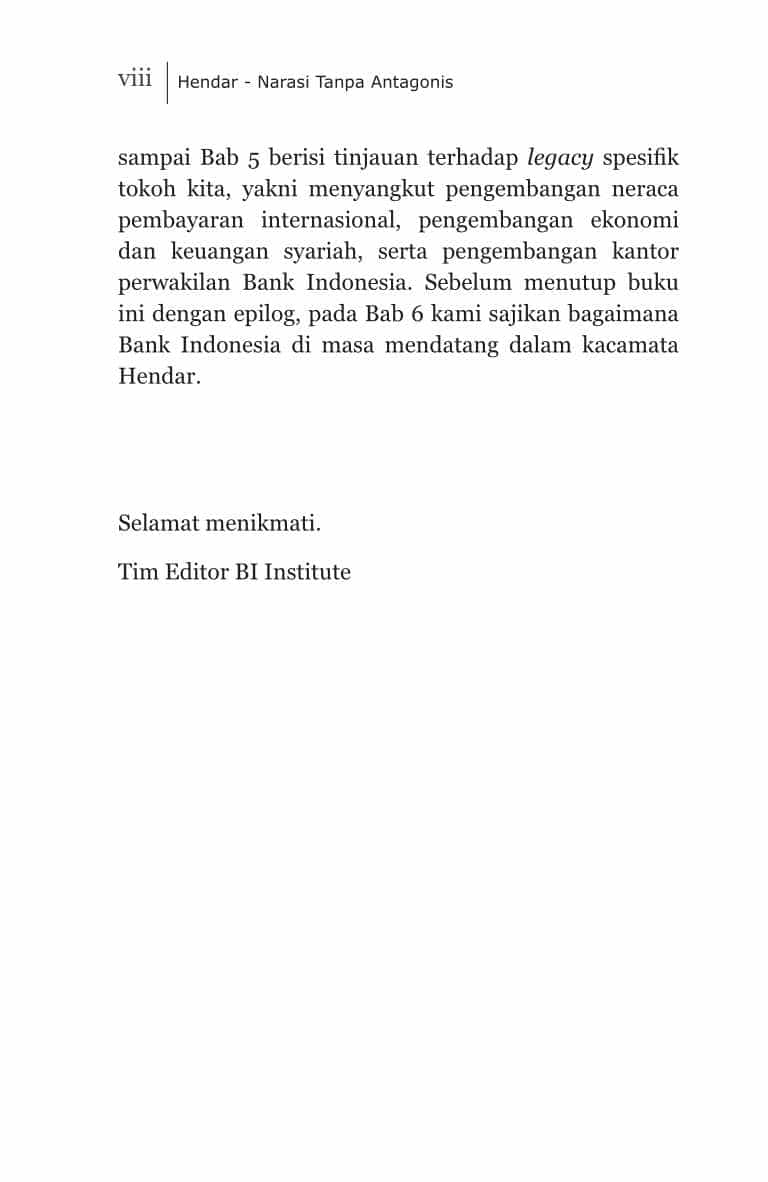 viii
Hendar - Narasi Tanpa Antagonis
sampai Bab 5 berisi tinjauan terhadap legacy spesifik
tokoh kita, yakni menyangkut pengembangan neraca
pembayaran internasional, pengembangan ekonomi
dan keuangan syariah, serta pengembangan kantor
perwakilan Bank Indonesia. Sebelum menutup buku
ini dengan epilog, pada Bab 6 kami sajikan bagaimana
Bank Indonesia di masa mendatang dalam kacamata
Hendar.
Selamat menikmati.
Tim Editor BI Institute